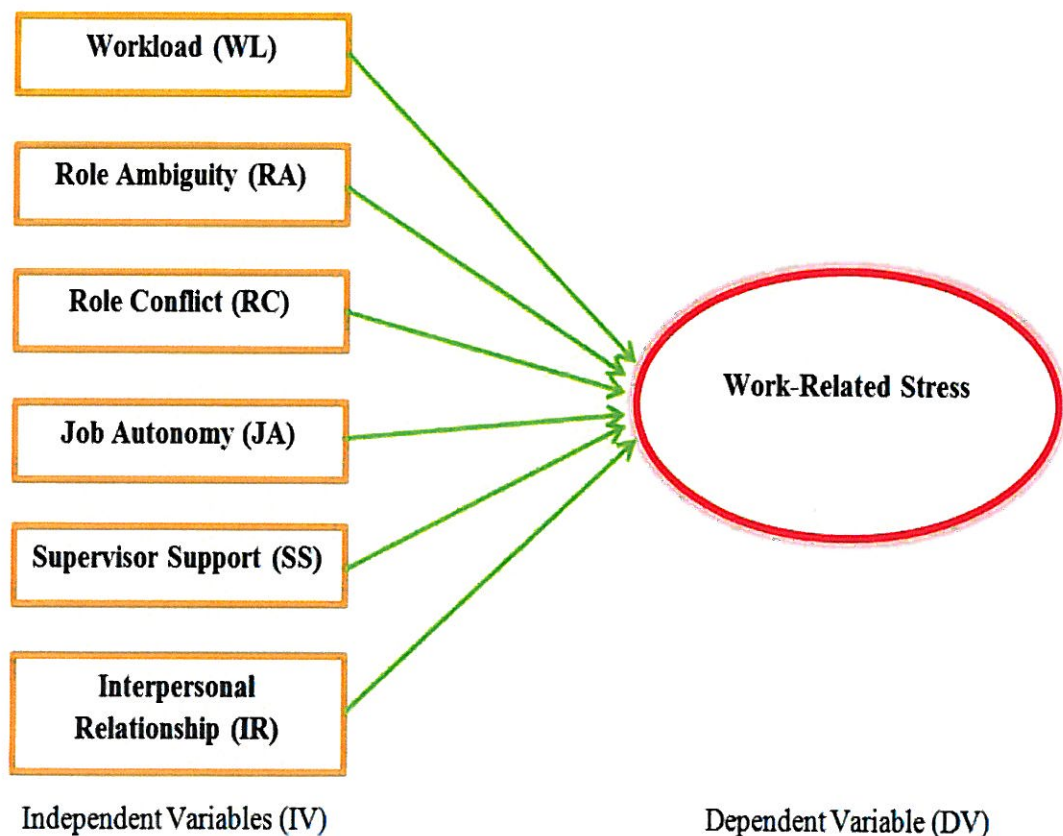 Workload (WL)
Role Ambiguity (RA)
Role Conflict (RC)
Job Autonomy (JA)
Supervisor Support (SS)
Interpersonal
Relationship (IR)
Work-Related Stress
Independent Variables (IV)
Dependent Variable (DV)